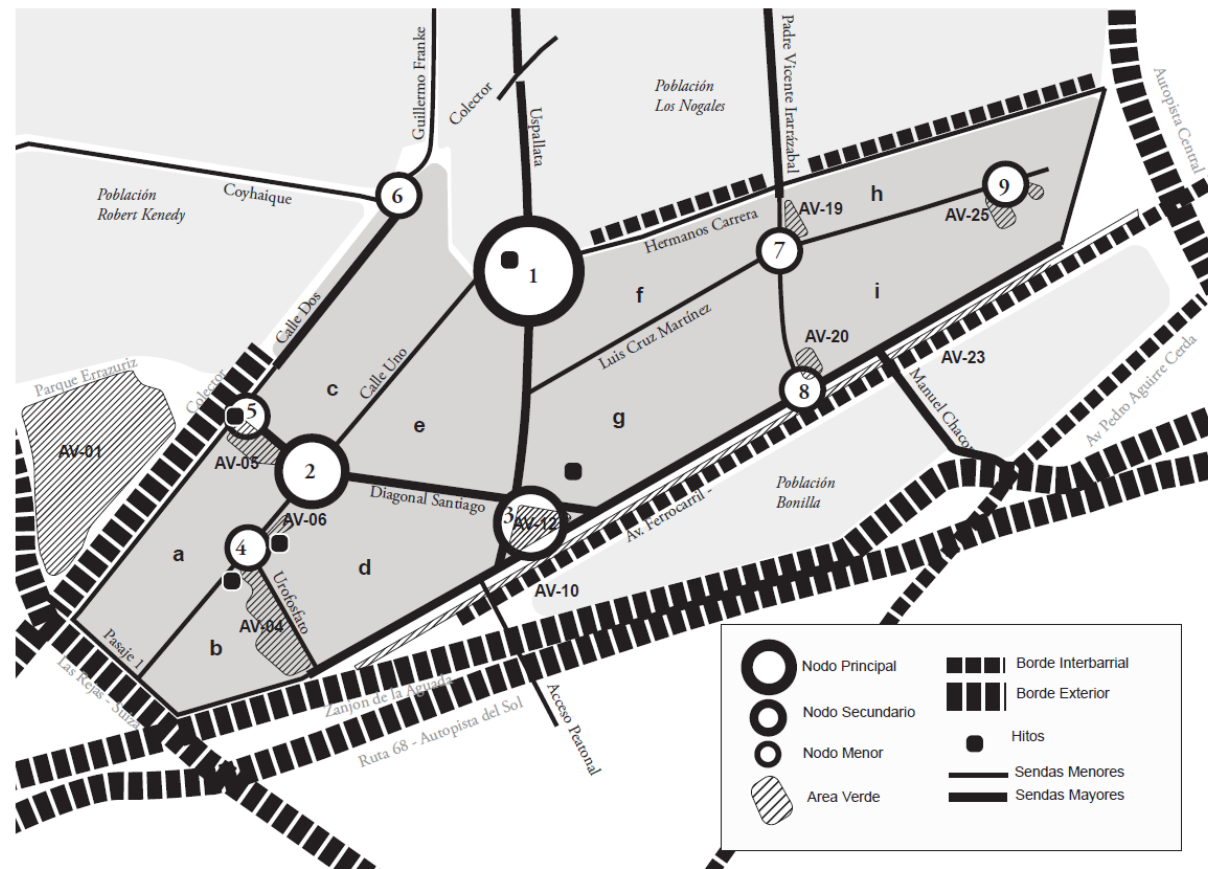 Guillermo Franke
Colector
Uspallata
Población
Los Nogales
Padre Vicente Irarrázabal
Autopista Central
Población
Robert Kenedy
Coyhaique
6
1
Hermanos Carrera
AV-19
h
9
AV-25
7
f
i
Calle Dos
Calle Uno
Luis Cruz Martínez
Parque Errazuriz
Colector
c
AV-20
AV-23
Manuel Chacon
Av Pedro Aguirre Cerda
5
8
e
g
AV-01
AV-05
2
Diagonal Santiago
Población
Bonilla
AV-06
3
AV-12
Av. Ferrocarril -
4
a
d
AV-10
Urofosfato
AV-04
b
Pasaje 1
Las Rejas - Suiza
Zanjon de la Aguada
Ruta 68 - Autopista del Sol
Acceso Peatonal
Nodo Principal
Nodo Secundario
Nodo Menor
Area Verde
Borde Interbarrial
Borde Exterior
Hitos
Sendas Menores
Sendas Mayores